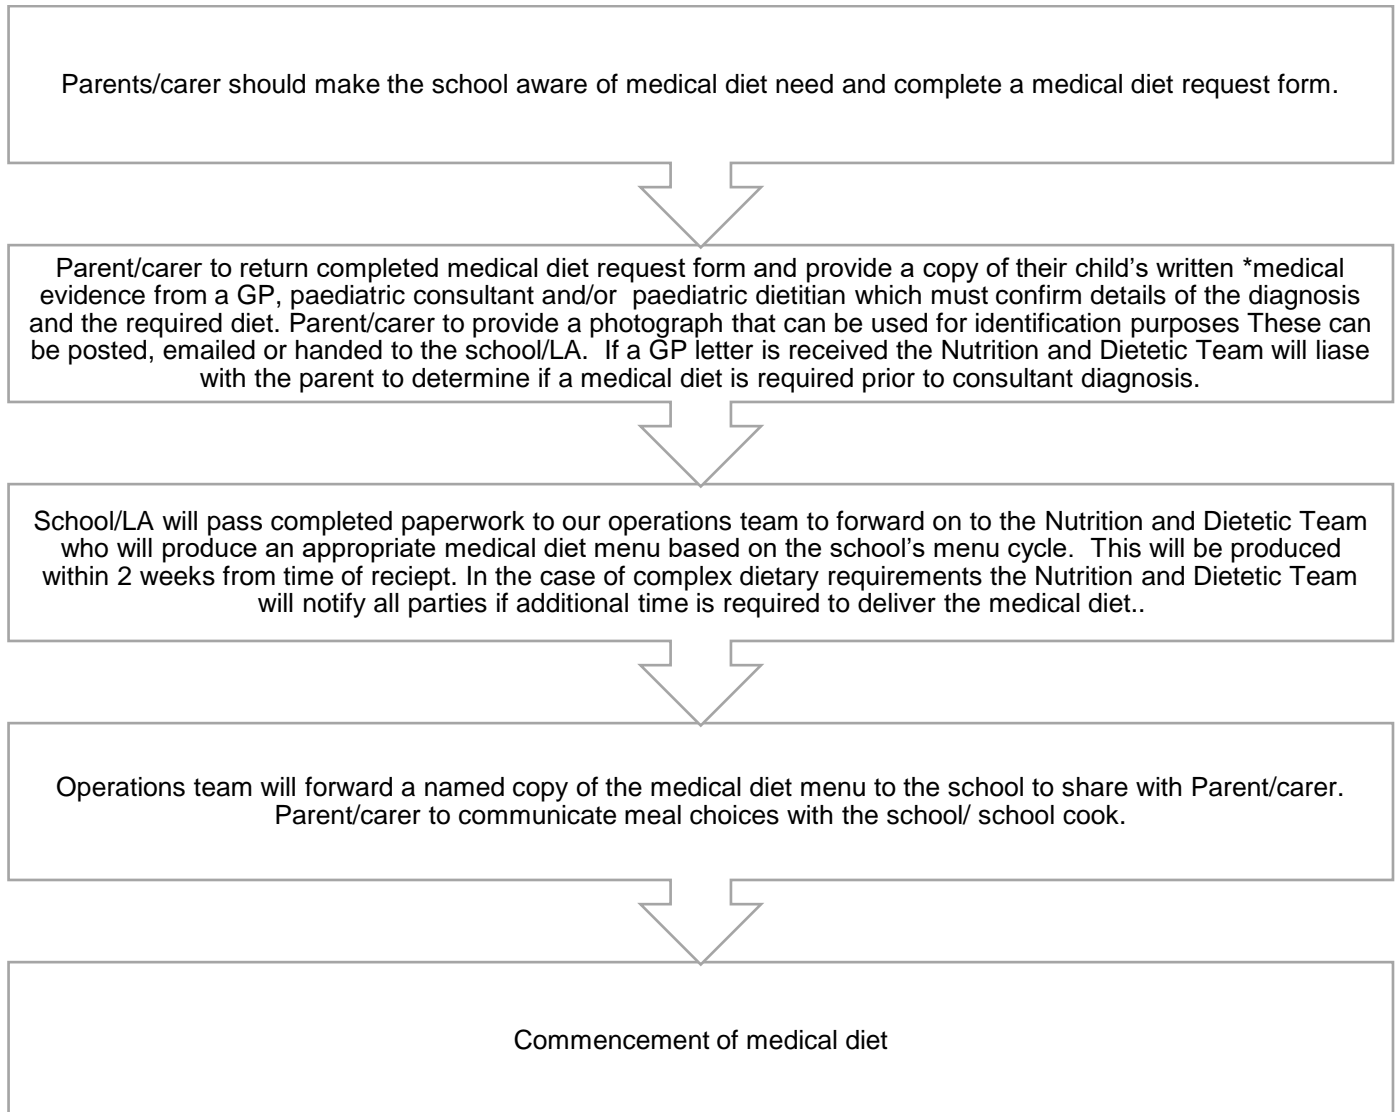 Parents/carer should make the school aware of medical diet need and complete a medical diet request form.
Parent/carer to return completed medical diet request form and provide a copy of their child’s written *medical
evidence from a GP, paediatric consultant and/or  paediatric dietitian which must confirm details of the diagnosis
and the required diet. Parent/carer to provide a photograph that can be used for identification purposes These can
be posted, emailed or handed to the school/LA.  If a GP letter is received the Nutrition and Dietetic Team will liase
with the parent to determine if a medical diet is required prior to consultant diagnosis.
School/LA will pass completed paperwork to our operations team to forward on to the Nutrition and Dietetic Team
who will produce an appropriate medical diet menu based on the school’s menu cycle.  This will be produced
within 2 weeks from time of reciept. In the case of complex dietary requirements the Nutrition and Dietetic Team
will notify all parties if additional time is required to deliver the medical diet..
Operations team will forward a named copy of the medical diet menu to the school to share with Parent/carer.
Parent/carer to communicate meal choices with the school/ school cook.
Commencement of medical diet